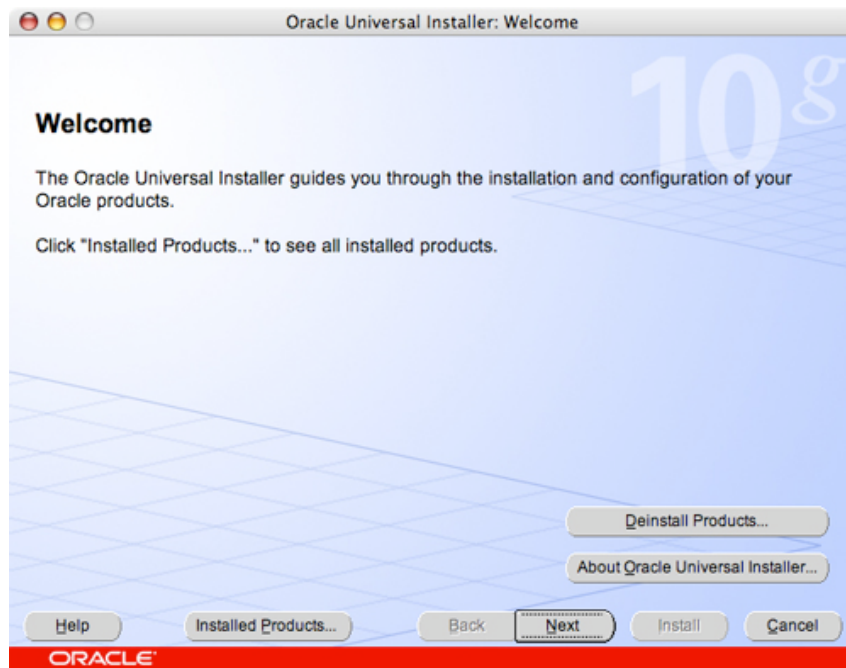 Oracle Universal Installer: Welcome
10g
Welcome
The Oracle Universal Installer guides you through the installation and configuration of your
Oracle products.
Click "Installed Products..." to see all installed products.
Deinstall Products...
About Oracle Universal Installer...
Help
Installed Products...
Back
Next
Install
Cancel
ORACLE